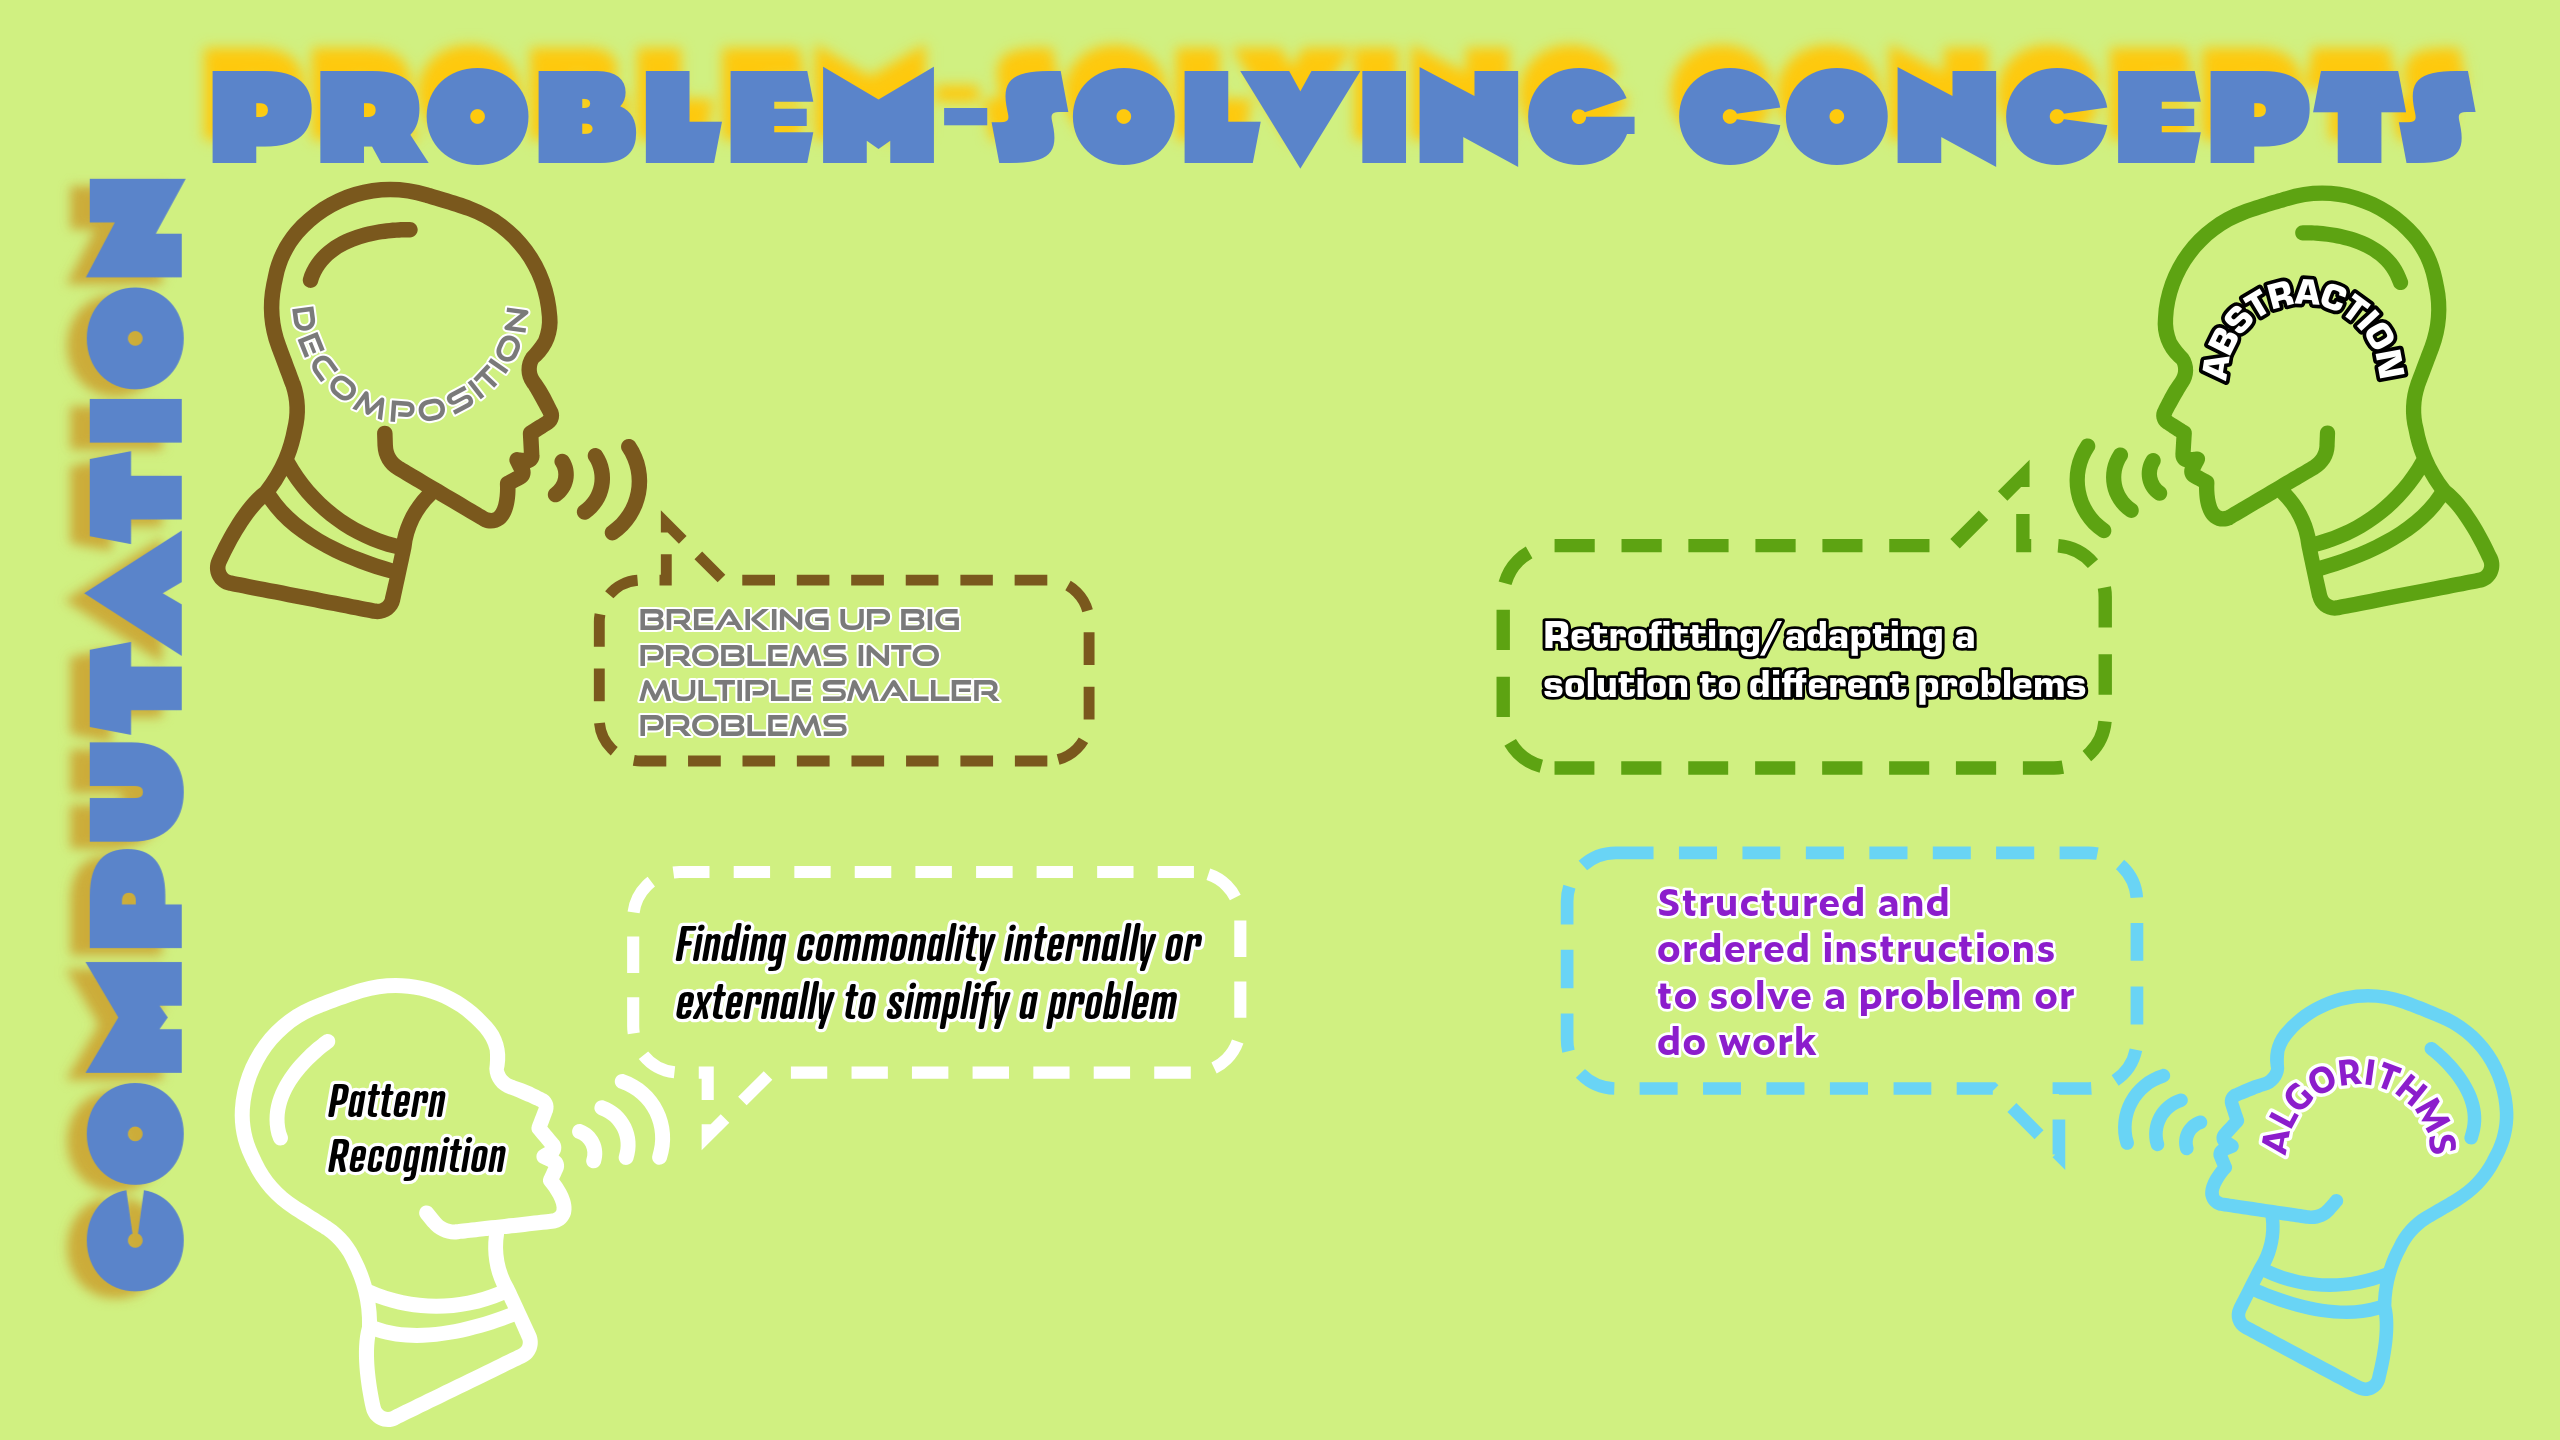 PROBLEM-SOLVING CONCEPTS
COMPUTATION
DECOMPOSITION
BREAKING UP BIG
PROBLEMS INTO
MULTIPLE SMALLER
PROBLEMS
ABSTRACTION
Retrofitting/adapting a
solution to different problems
Finding commonality internally or
externally to simplify a problem
Pattern
Recognition
Structured and
ordered instructions
to solve a problem or
do work
ALGORITHMS